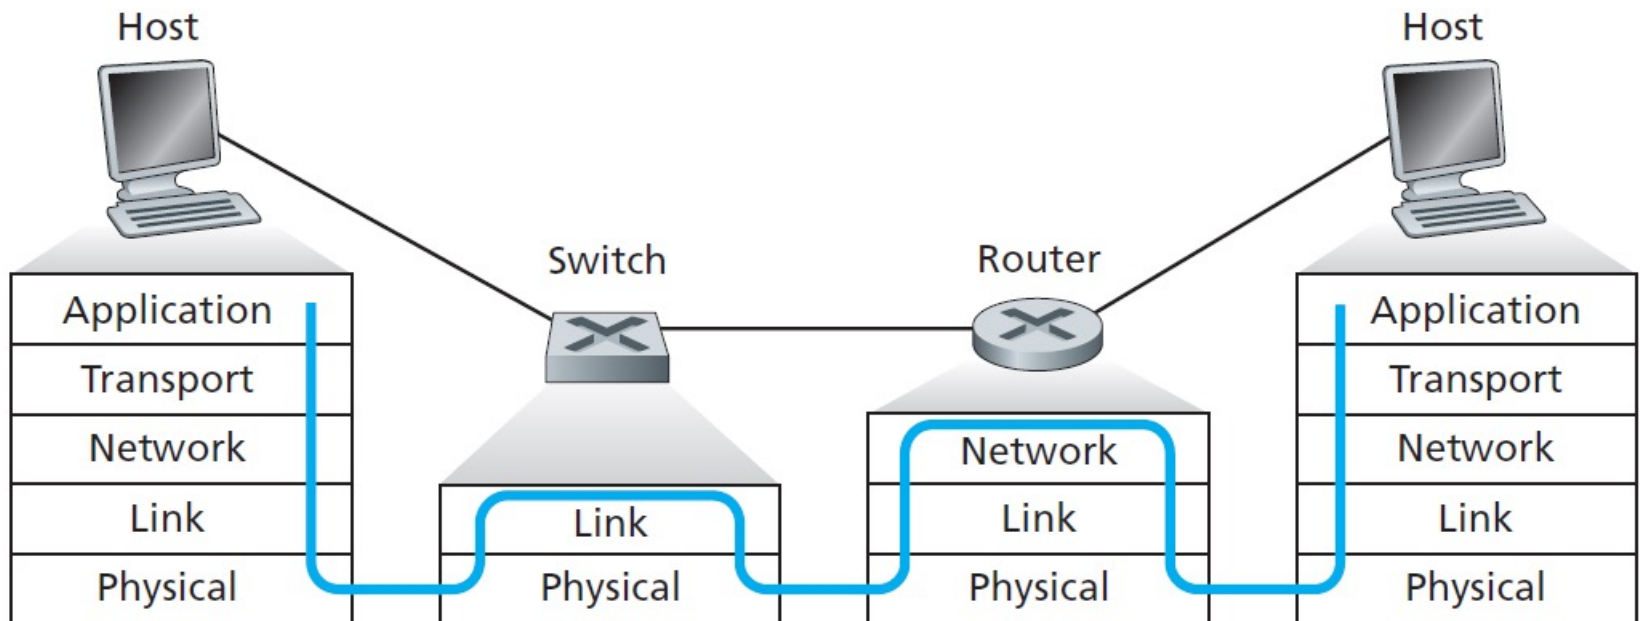 Host
Host
Switch
Router
Application
Transport
Network
Link
Physical
Link
Physical
Network
Link
Physical
Application
Transport
Network
Link
Physical